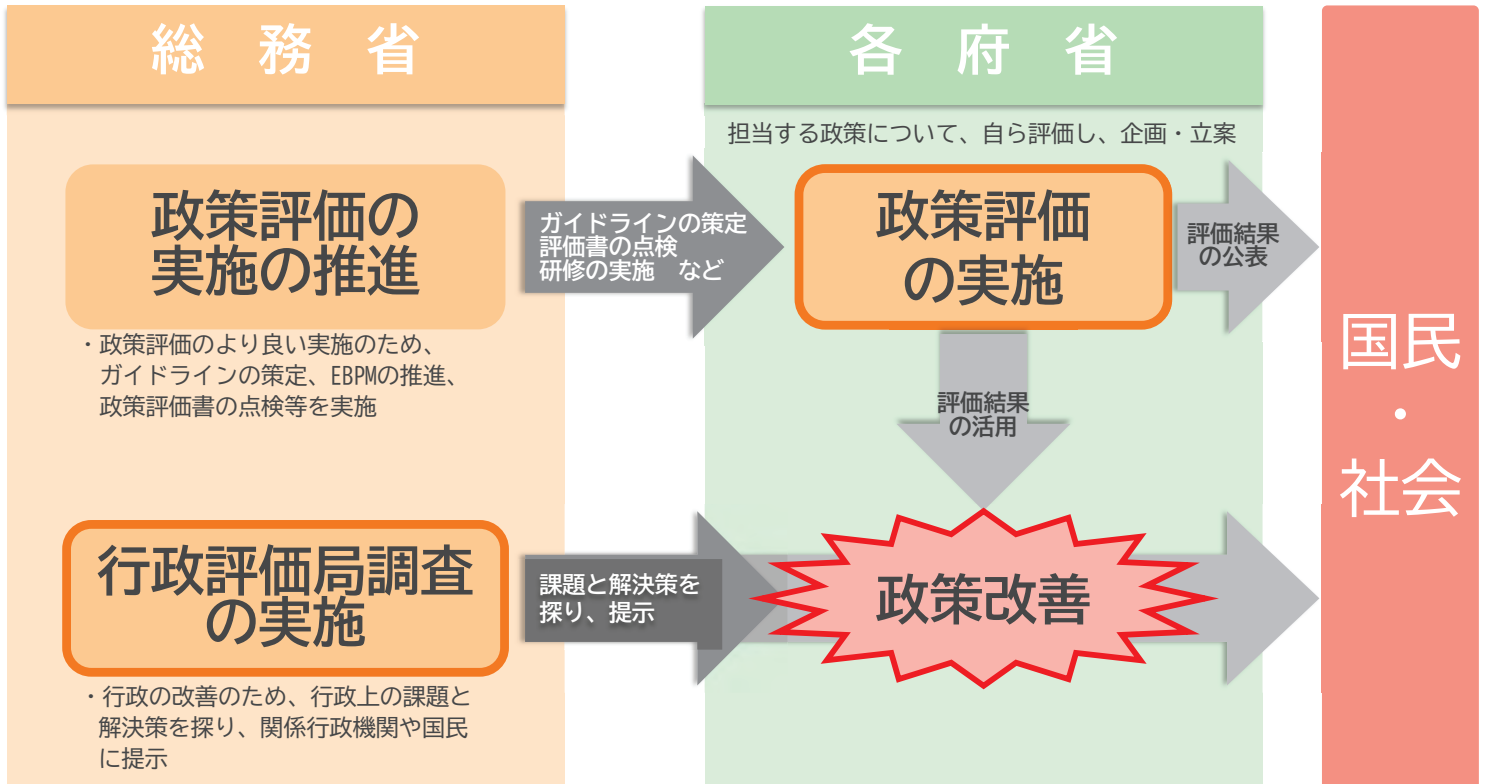 総務省
各府省
担当する政策について、自ら評価し、企画・立案
政策評価の
実施の推進
ガイドラインの策定
評価書の点検
研修の実施　など
政策評価
の実施
評価結果
の公表
・政策評価のより良い実施のため、
ガイドラインの策定、EBPMの推進、
政策評価書の点検等を実施
評価結果
の活用
行政評価局調査
の実施
課題と解決策を
探り、提示
政策改善
・行政の改善のため、行政上の課題と
解決策を探り、関係行政機関や国民
に提示
国民
・
社会